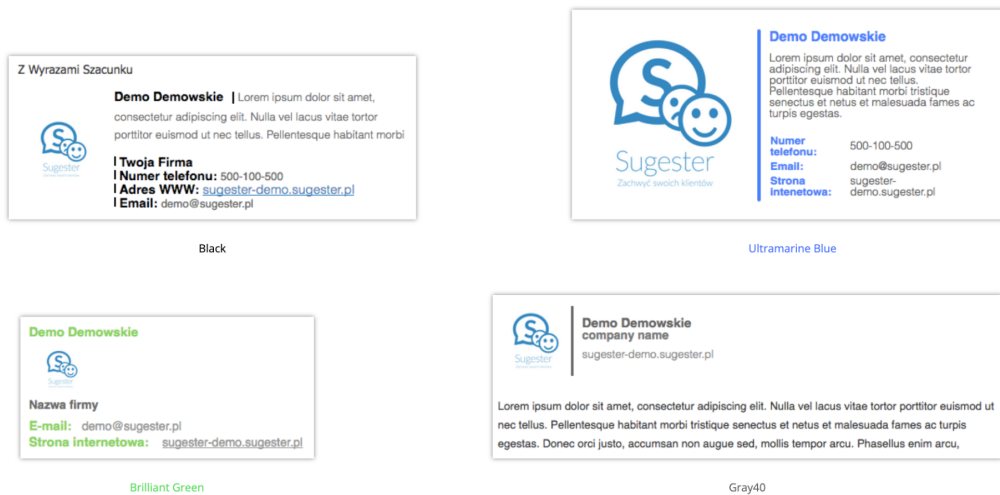 Z Wyrazami Szacunku
Demo Demowskie | Lorem ipsum dolor sit amet,
consectetur adipiscing elit. Nulla vel lacus vitae tortor
porttitor euismod ut nec tellus. Pellentesque habitant morbi
S
Sugester
Twoja Firma
Numer telefonu: 500-100-500
Adres WWW: sugester-demo.sugester.pl
Email: demo@sugester.pl
Black
S
Sugester
Zachwyć swoich klientów
Demo Demowskie
Lorem ipsum dolor sit amet, consectetur
adipiscing elit. Nulla vel lacus vitae tortor
porttitor euismod ut nec tellus.
Pellentesque habitant morbi tristique
senectus et netus et malesuada fames ac
turpis egestas.
Numer
telefonu: 500-100-500
Email: demo@sugester.pl
Strona sugester-
intenetowa: demo.sugester.pl
Ultramarine Blue
Demo Demowskie
S
Sugester
Nazwa firmy
E-mail: demo@sugester.pl
Strona internetowa: sugester-demo.sugester.pl
Brilliant Green
S
Sugester
Demo Demowskie
company name
sugester-demo.sugester.pl
Lorem ipsum dolor sit amet, consectetur adipiscing elit. Nulla vel lacus vitae tortor porttitor euismod ut
nec tellus. Pellentesque habitant morbi tristique senectus et netus et malesuada fames ac turpis
egestas. Donec orci justo, accumsan non augue sed, mollis tempor arcu. Phasellus enim arcu,
Gray40